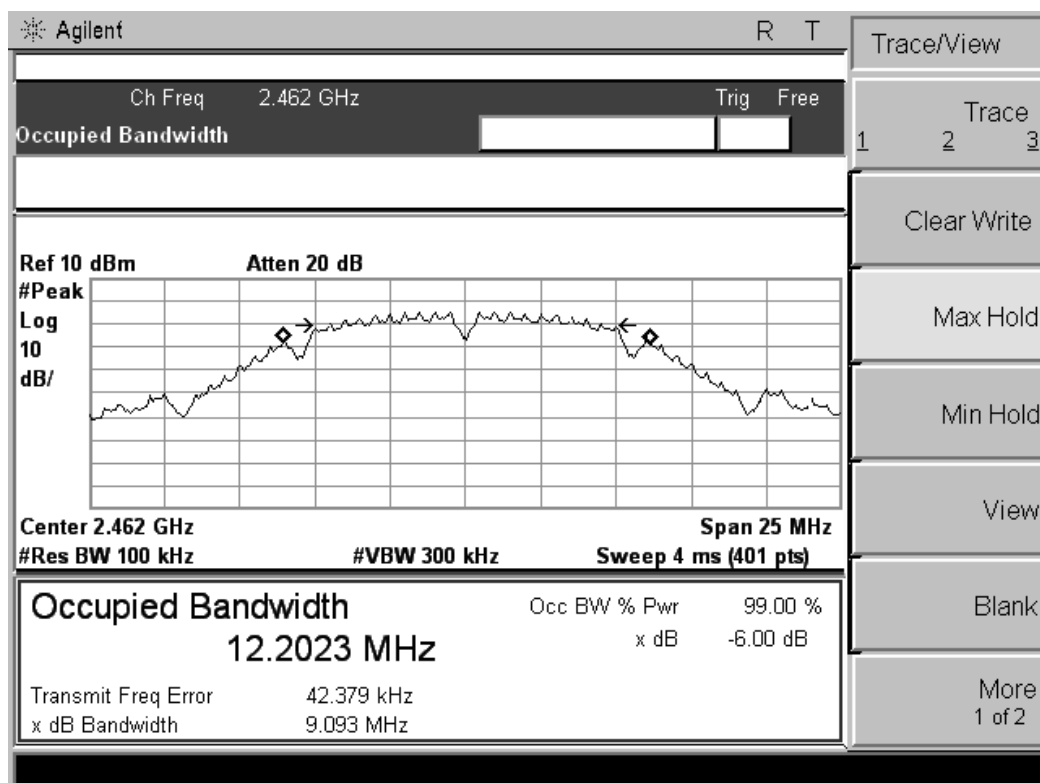 Agilent R T
Trace/View
Ch Freq 2.462 GHz Trig Free
Occupied Bandwidth
Trace
1 2 3
Clear Write
Ref 10 dBm Atten 20 dB
#Peak
Log
10
dB/
Max Hold
Min Hold
Center 2.462 GHz Span 25 MHz
#Res BW 100 kHz #VBW 300 kHz Sweep 4 ms (401 pts)
View
Occupied Bandwidth
12.2023 MHz
Occ BW % Pwr 99.00 %
x dB -6.00 dB
Transmit Freq Error 42.379 kHz
x dB Bandwidth 9.093 MHz
Blank
More
1 of 2